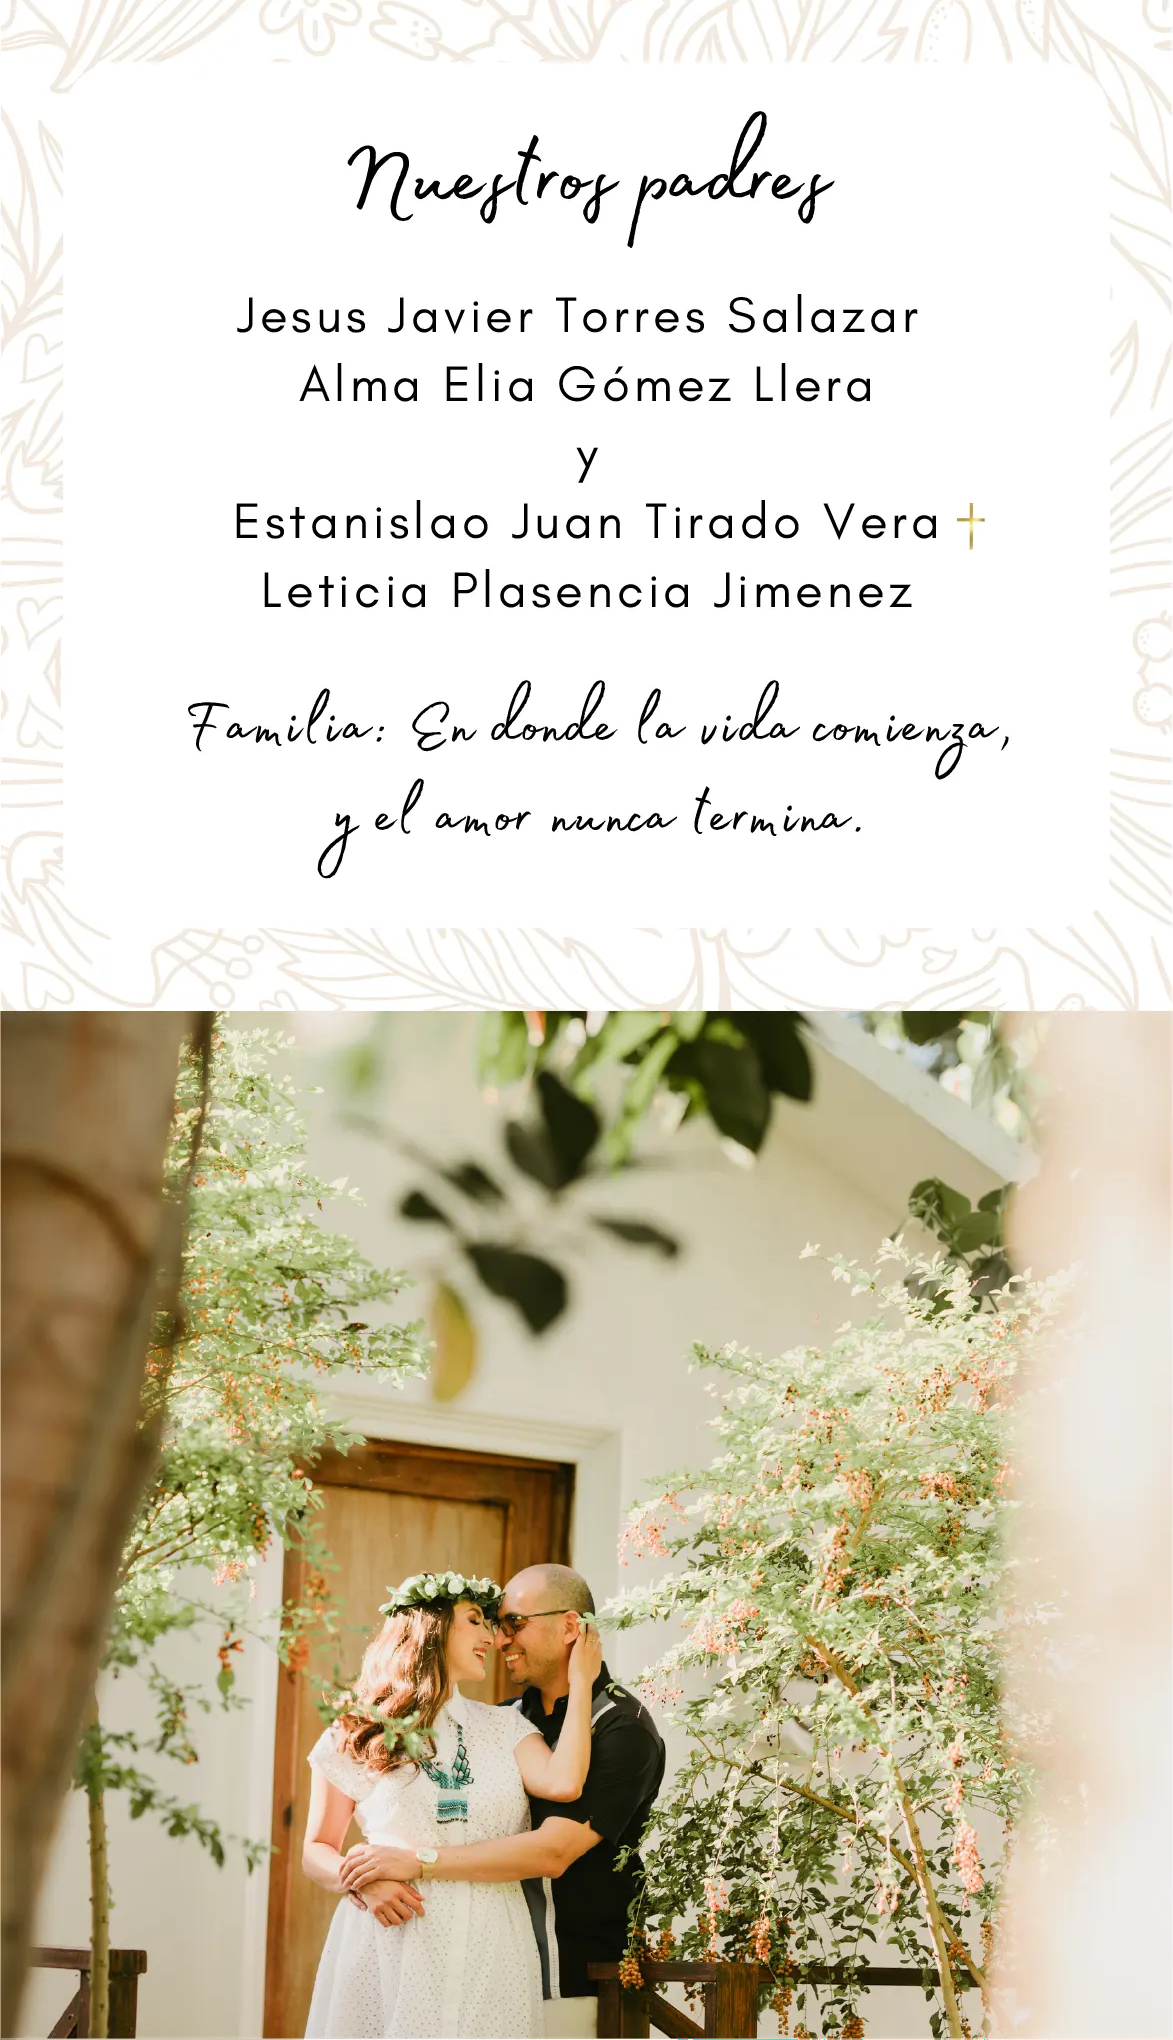 Nuestros padres
Jesus Javier Torres Salazar
Alma Elia Gómez Llera
y
Estanislao Juan Tirado Vera ✝
Leticia Plasencia Jimenez
Familia: En donde la vida comienza,
y el amor nunca termina.